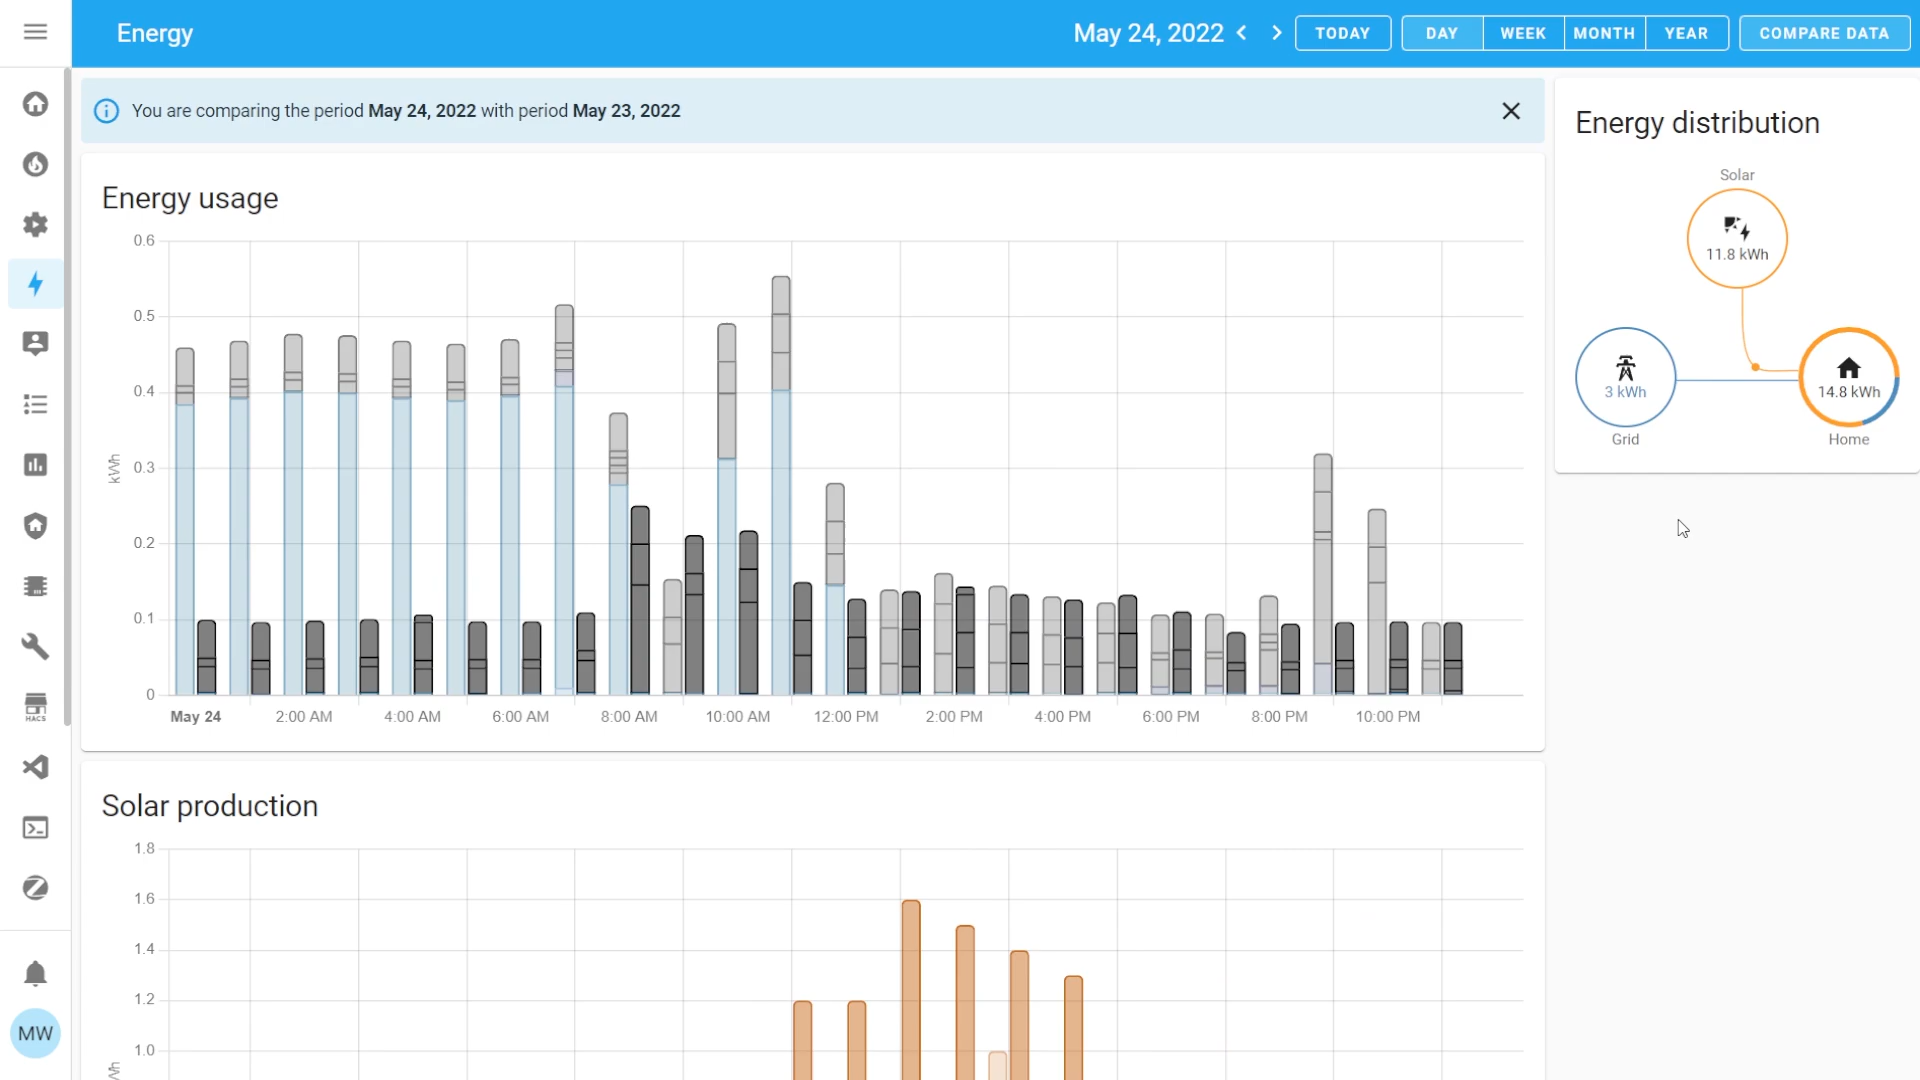 Energy
May 24, 2022
TODAY
DAY
WEEK
MONTH
YEAR
COMPARE DATA
You are comparing the period May 24, 2022 with period May 23, 2022
Energy usage
0.6
0.5
0.4
0.3
0.2
0.1
0
kWh
May 24
2:00 AM
4:00 AM
6:00 AM
8:00 AM
10:00 AM
12:00 PM
2:00 PM
4:00 PM
6:00 PM
8:00 PM
10:00 PM
Energy distribution
Solar
11.8 kWh
3 kWh
Grid
14.8 kWh
Home
HACS
MW
Solar production
1.8
1.6
1.4
1.2
1.0